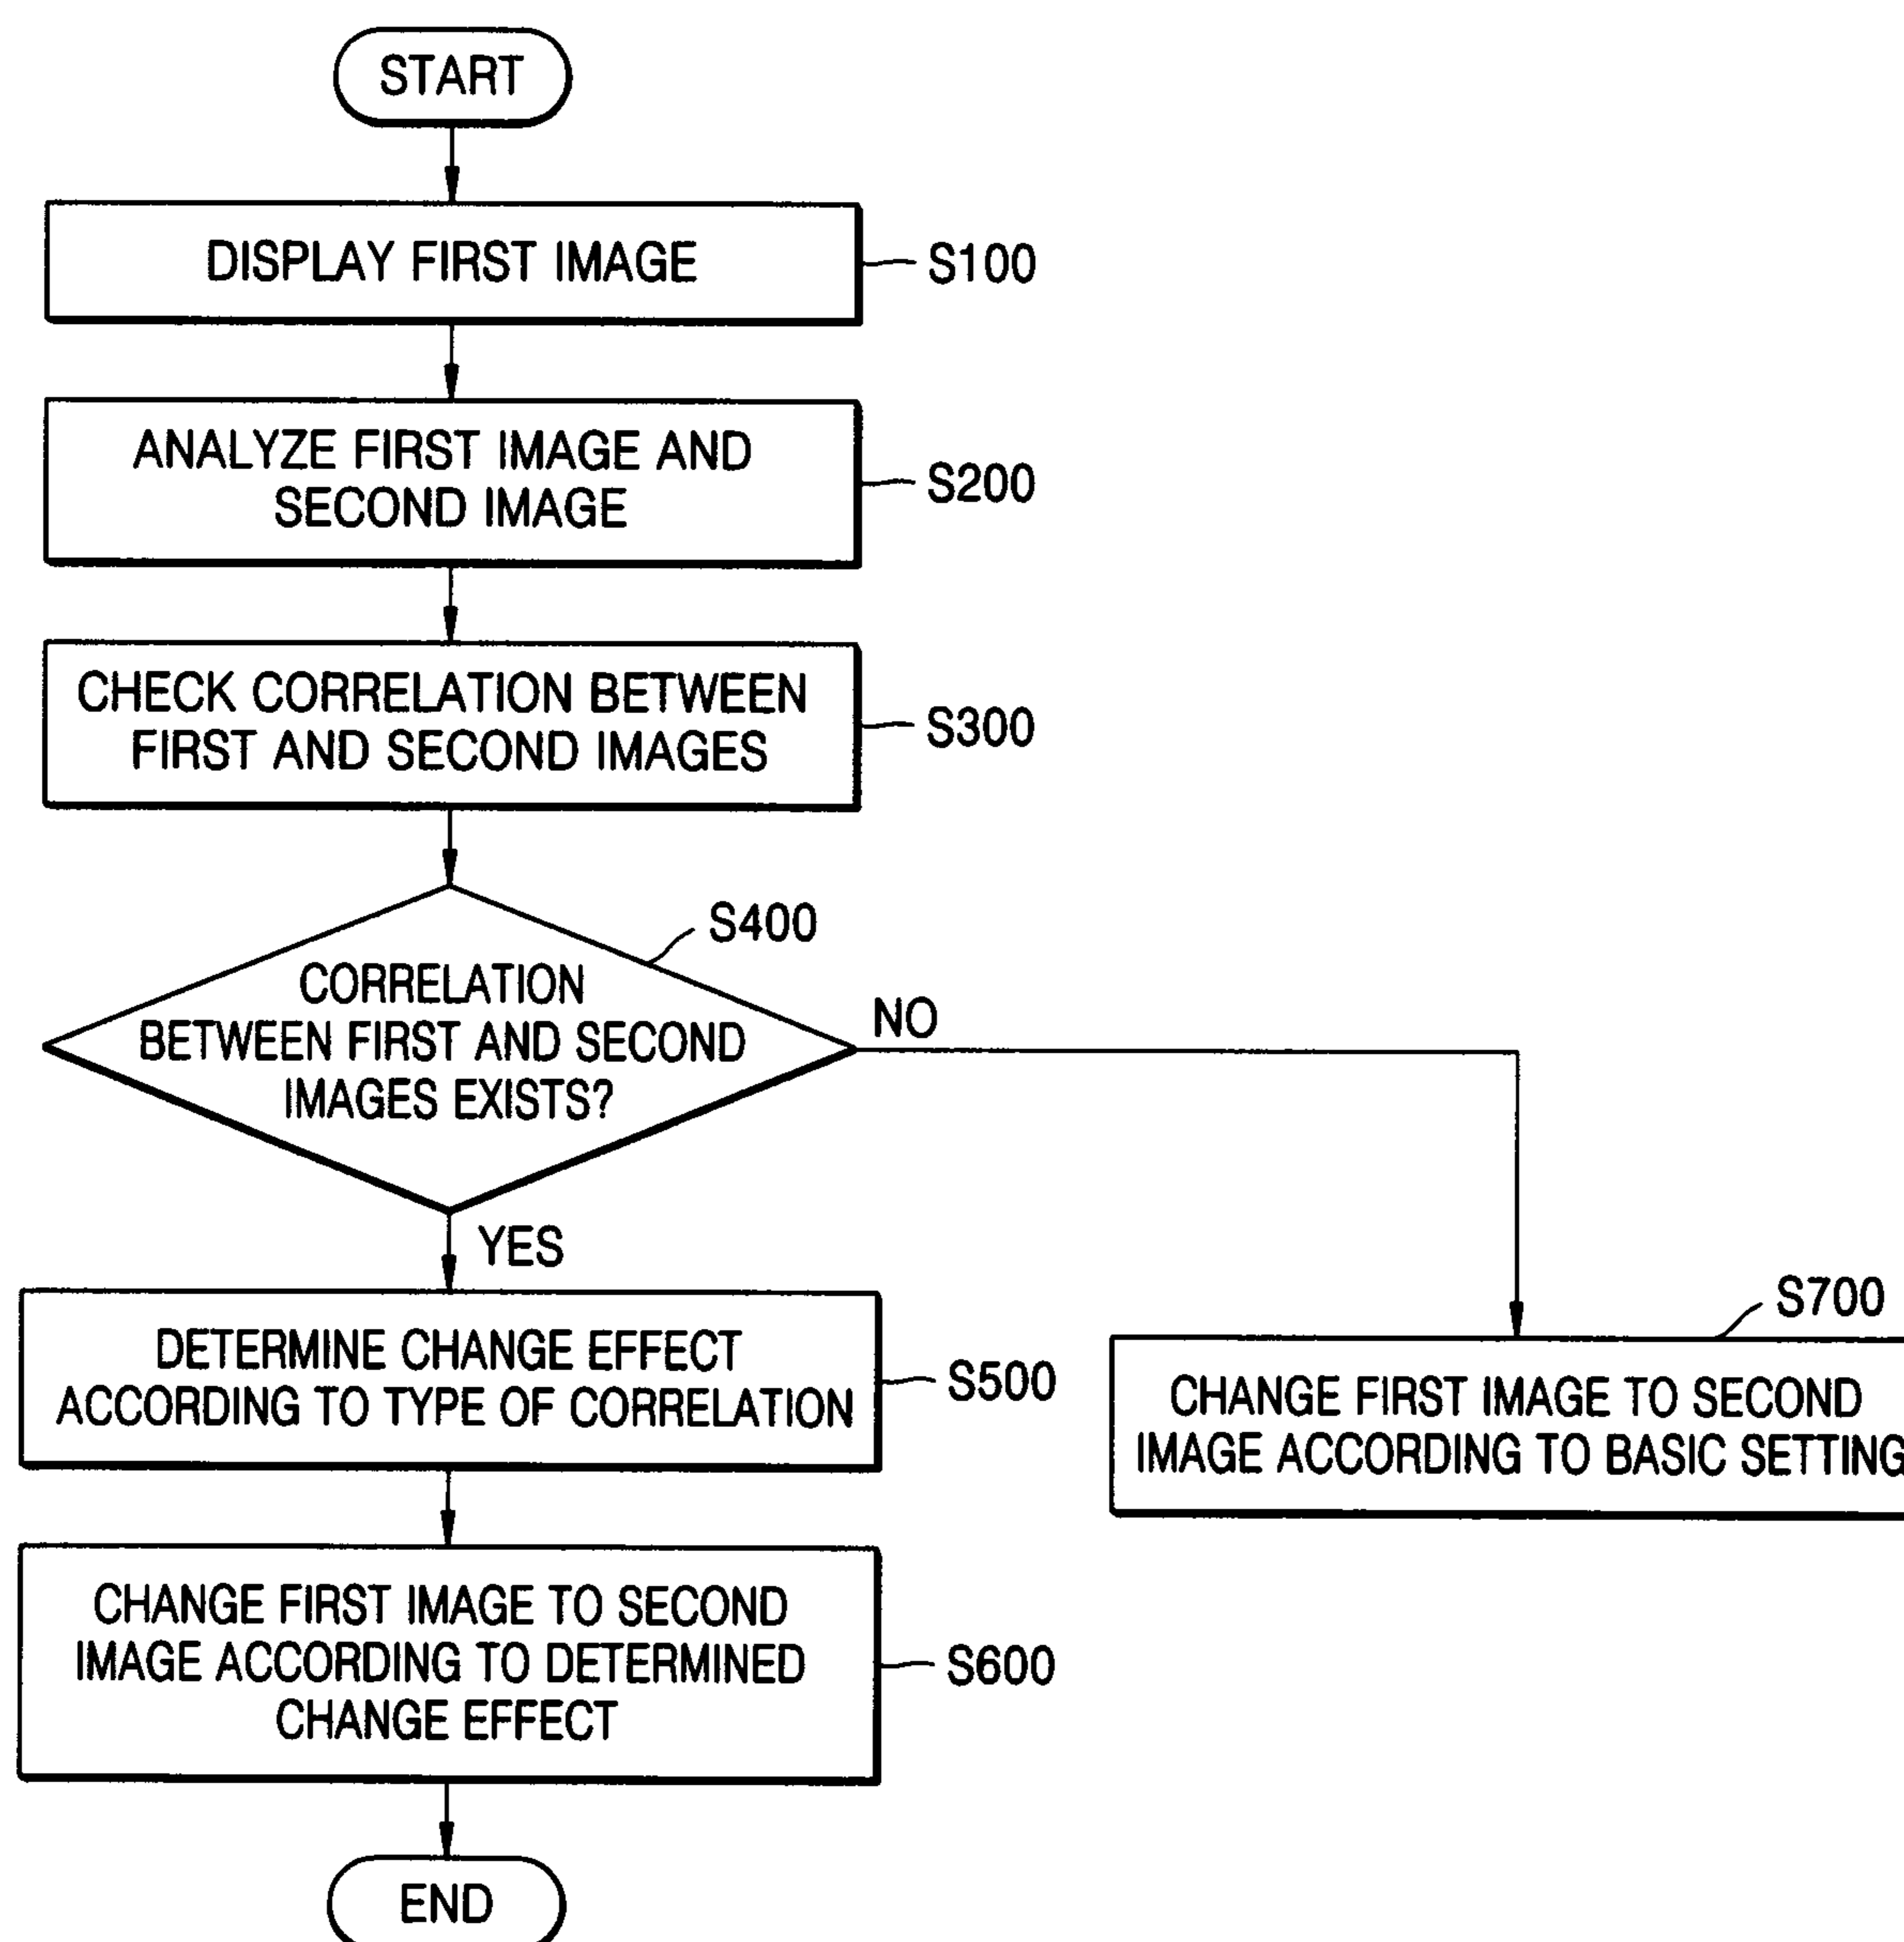 START
DISPLAY FIRST IMAGE
S100
ANALYZE FIRST IMAGE AND
SECOND IMAGE
S200
CHECK CORRELATION BETWEEN
FIRST AND SECOND IMAGES
S300
S400
CORRELATION
BETWEEN FIRST AND SECOND
IMAGES EXISTS?
NO
YES
DETERMINE CHANGE EFFECT
ACCORDING TO TYPE OF CORRELATION
S500
S700
CHANGE FIRST IMAGE TO SECOND
IMAGE ACCORDING TO BASIC SETTING
CHANGE FIRST IMAGE TO SECOND
IMAGE ACCORDING TO DETERMINED
CHANGE EFFECT
S600
END